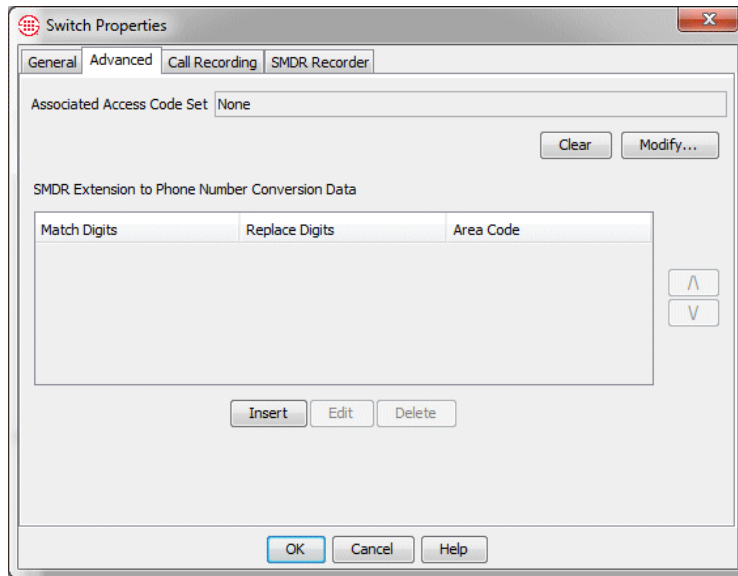 Switch Properties
General Advanced Call Recording SMDR Recorder
Associated Access Code Set None
Clear Modify...
SMDR Extension to Phone Number Conversion Data
Match Digits Replace Digits Area Code
/\
\/
Insert Edit Delete
OK Cancel Help